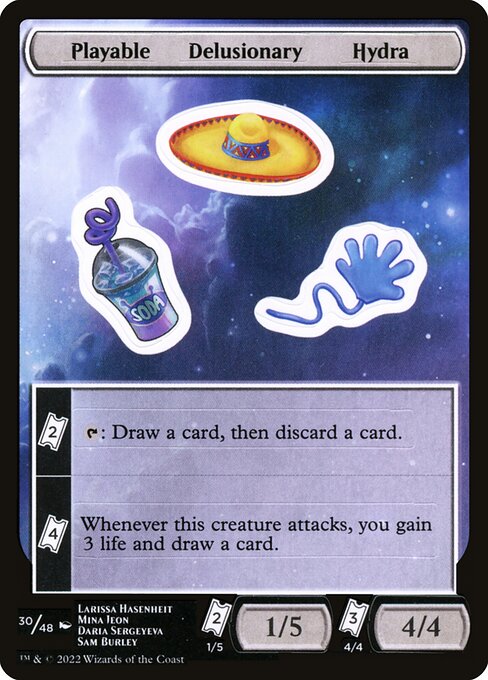 Playable Delusionary Hydra
SODA
2
: Draw a card, then discard a card.
4
Whenever this creature attacks, you gain
3 life and draw a card.
30/48
Larissa Hasenheit
Mina Jeon
Daria Sergeyeva
Sam Burley
2
1/5
1/5
3
4/4
4/4
™ & © 2022 Wizards of the Coast